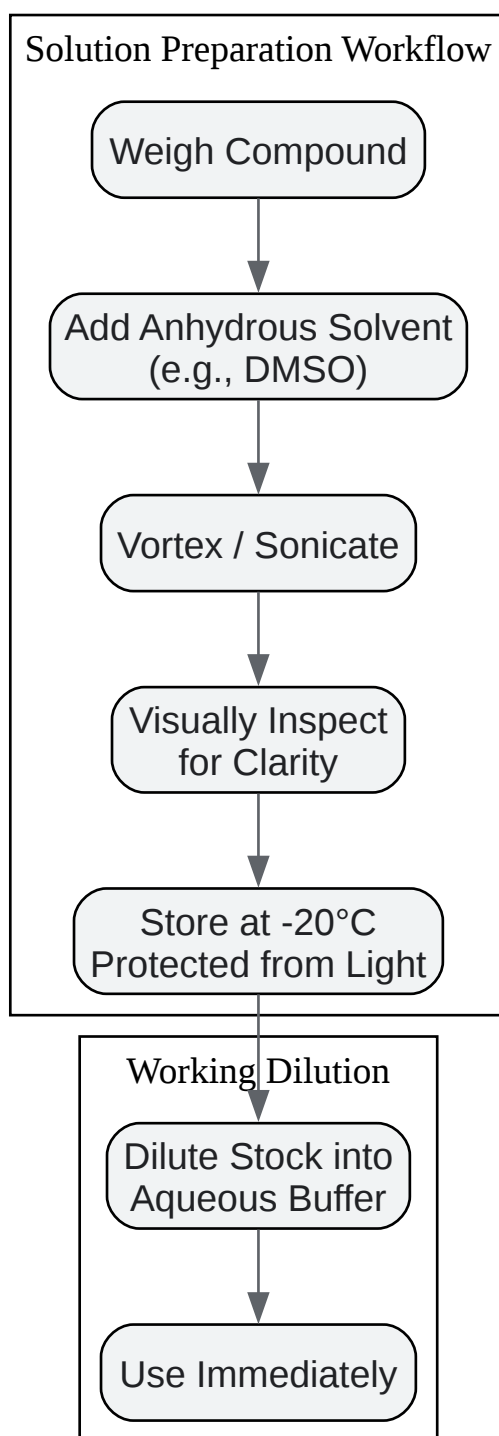 Solution Preparation Workflow
Weigh Compound
Add Anhydrous Solvent
(e.g., DMSO)
Vortex / Sonicate
Visually Inspect
for Clarity
Store at -20°C
Protected from Light
Working Dilution
Dilute Stock into
Aqueous Buffer
Use Immediately